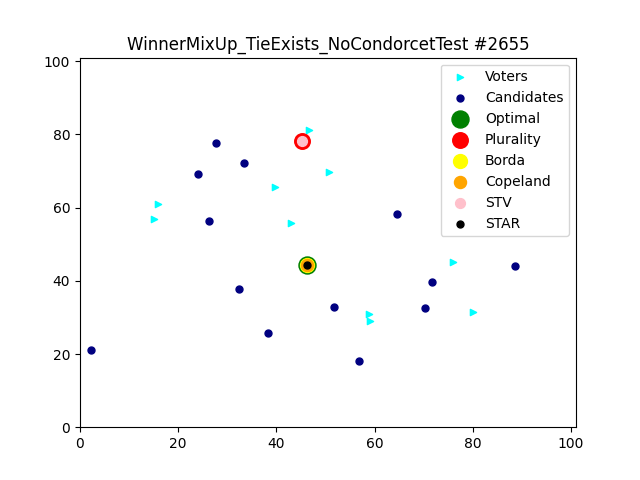 WinnerMixUp_TieExists_NoCondorcetTest #2655
100
80
60
40
20
0
0 20 40 60 80 100
Voters
Candidates
Optimal
Plurality
Borda
Copeland
STV
STAR